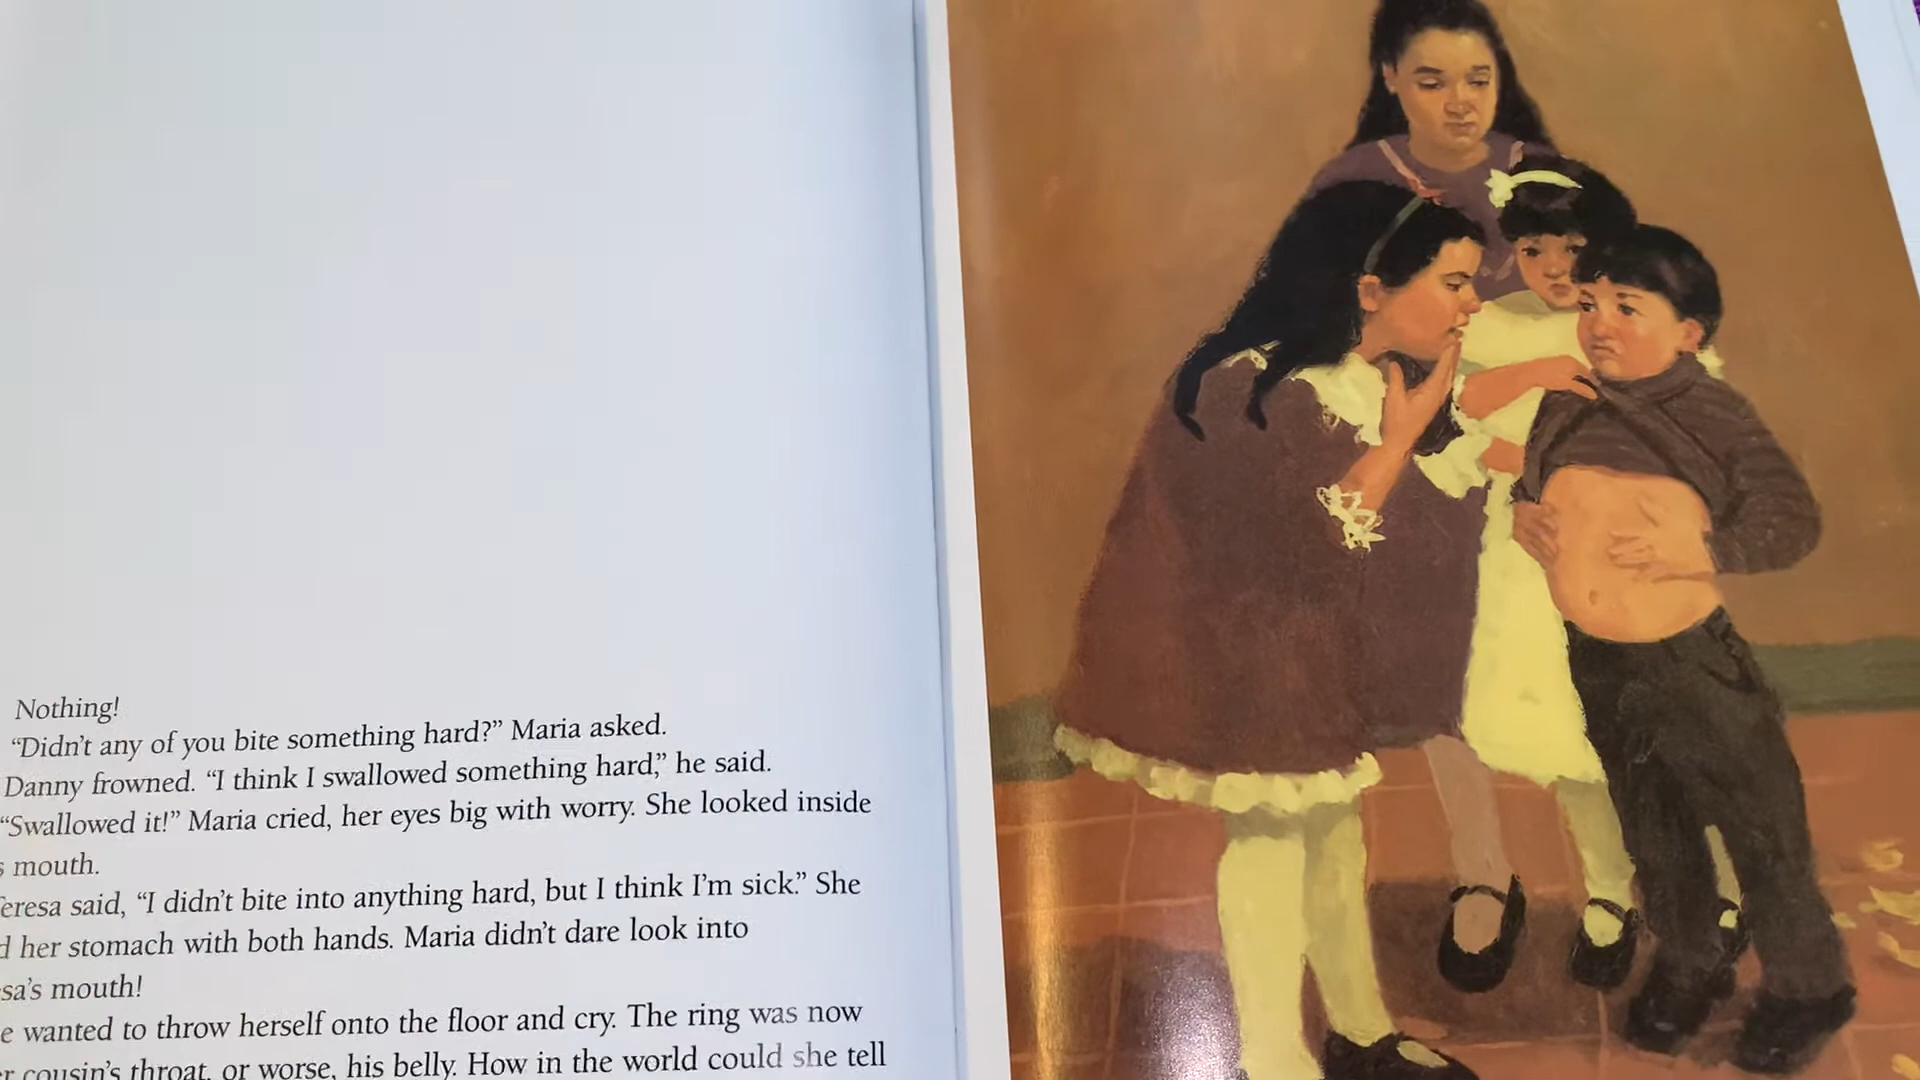 Nothing!
“Didn’t any of you bite something hard?” Maria asked.
Danny frowned. “I think I swallowed something hard,” he said.
“Swallowed it!” Maria cried, her eyes big with worry. She looked inside
mouth.
said, “I didn’t bite into anything hard, but I think I’m sick.” She
her stomach with both hands. Maria didn’t dare look into
mouth!
wanted to throw herself onto the floor and cry. The ring was now
cousin’s throat, or worse, his belly. How in the world could she tell